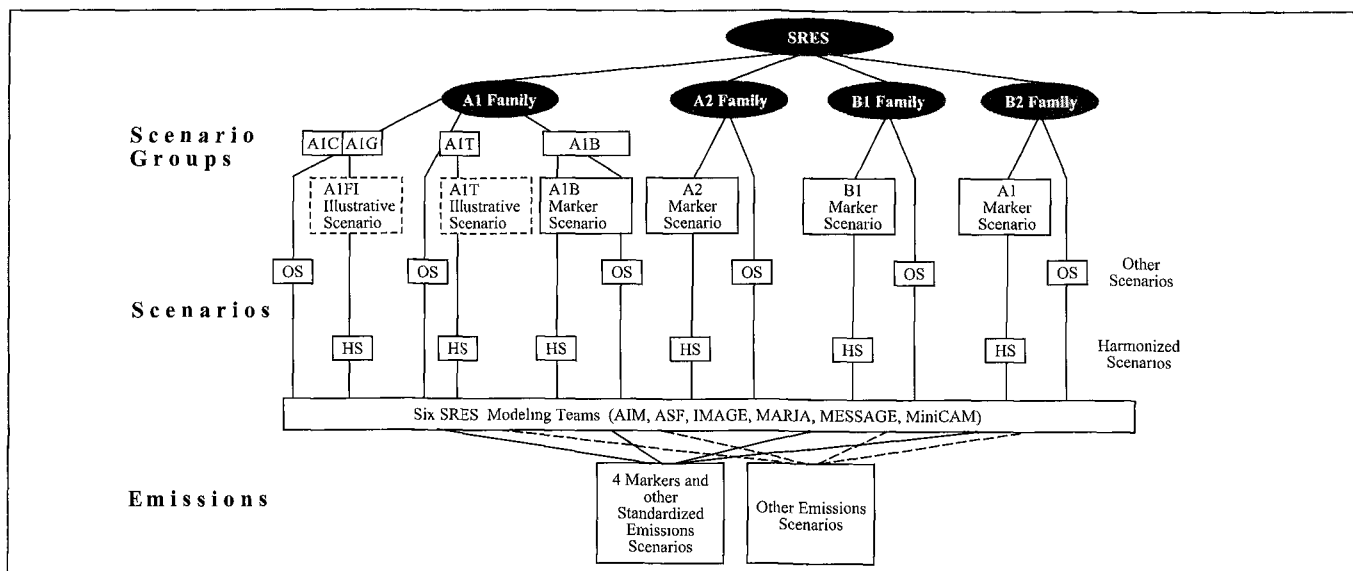 SRES
A1 Family
A2 Family
B1 Family
B2 Family
Scenario
Groups
A1C
A1G
A1T
A1B
A1FI
Illustrative
Scenario
A1T
Illustrative
Scenario
A1B
Marker
Scenario
A2
Marker
Scenario
B1
Marker
Scenario
A1
Marker
Scenario
OS
OS
OS
OS
OS
OS
Other
Scenarios
Scenarios
HS
HS
HS
HS
HS
HS
Harmonized
Scenarios
Six SRES Modeling Teams (AIM, ASF, IMAGE, MARIA, MESSAGE, MiniCAM)
Emissions
4 Markers and
other
Standardized
Emissions
Scenarios
Other Emissions
Scenarios